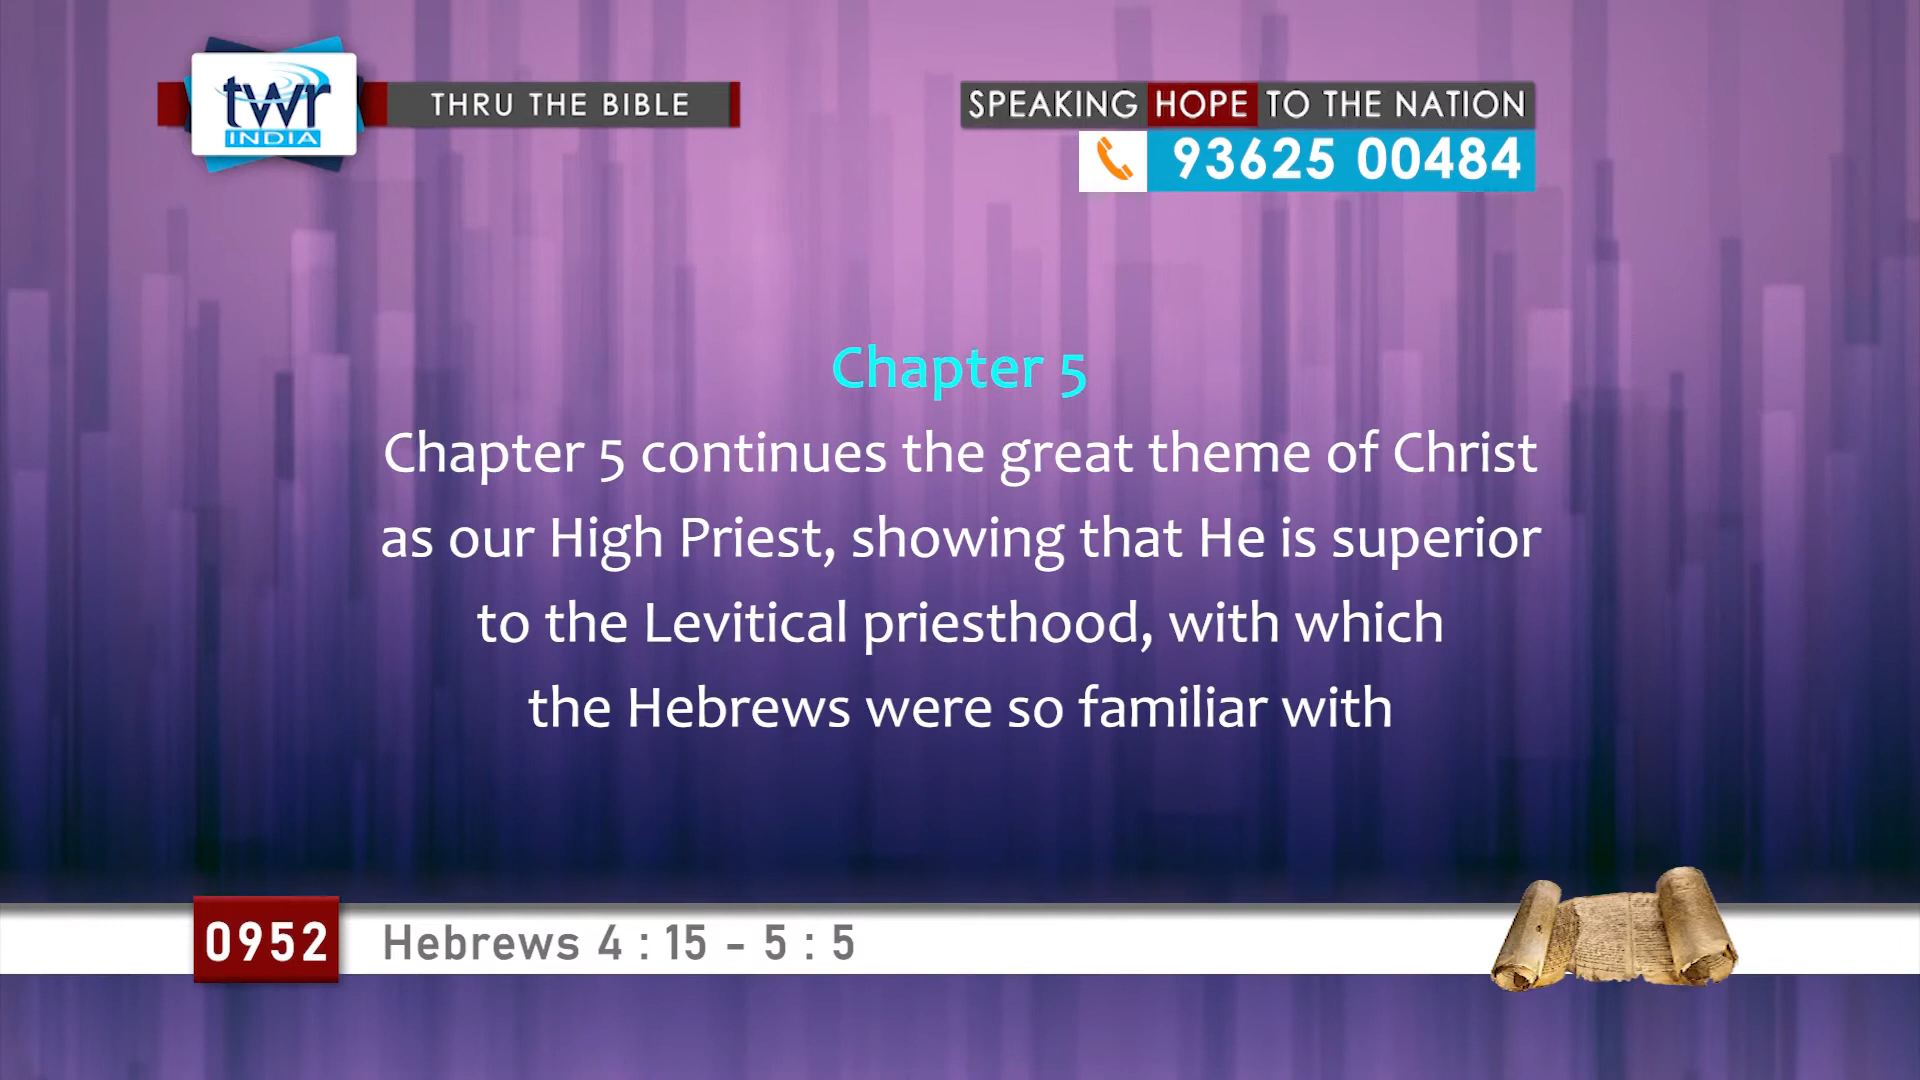 twr
INDIA
THRU THE BIBLE
SPEAKING HOPE TO THE NATION
93625 00484
Chapter 5
Chapter 5 continues the great theme of Christ
as our High Priest, showing that He is superior
to the Levitical priesthood, with which
the Hebrews were so familiar with
0952
Hebrews 4 : 15 - 5 : 5